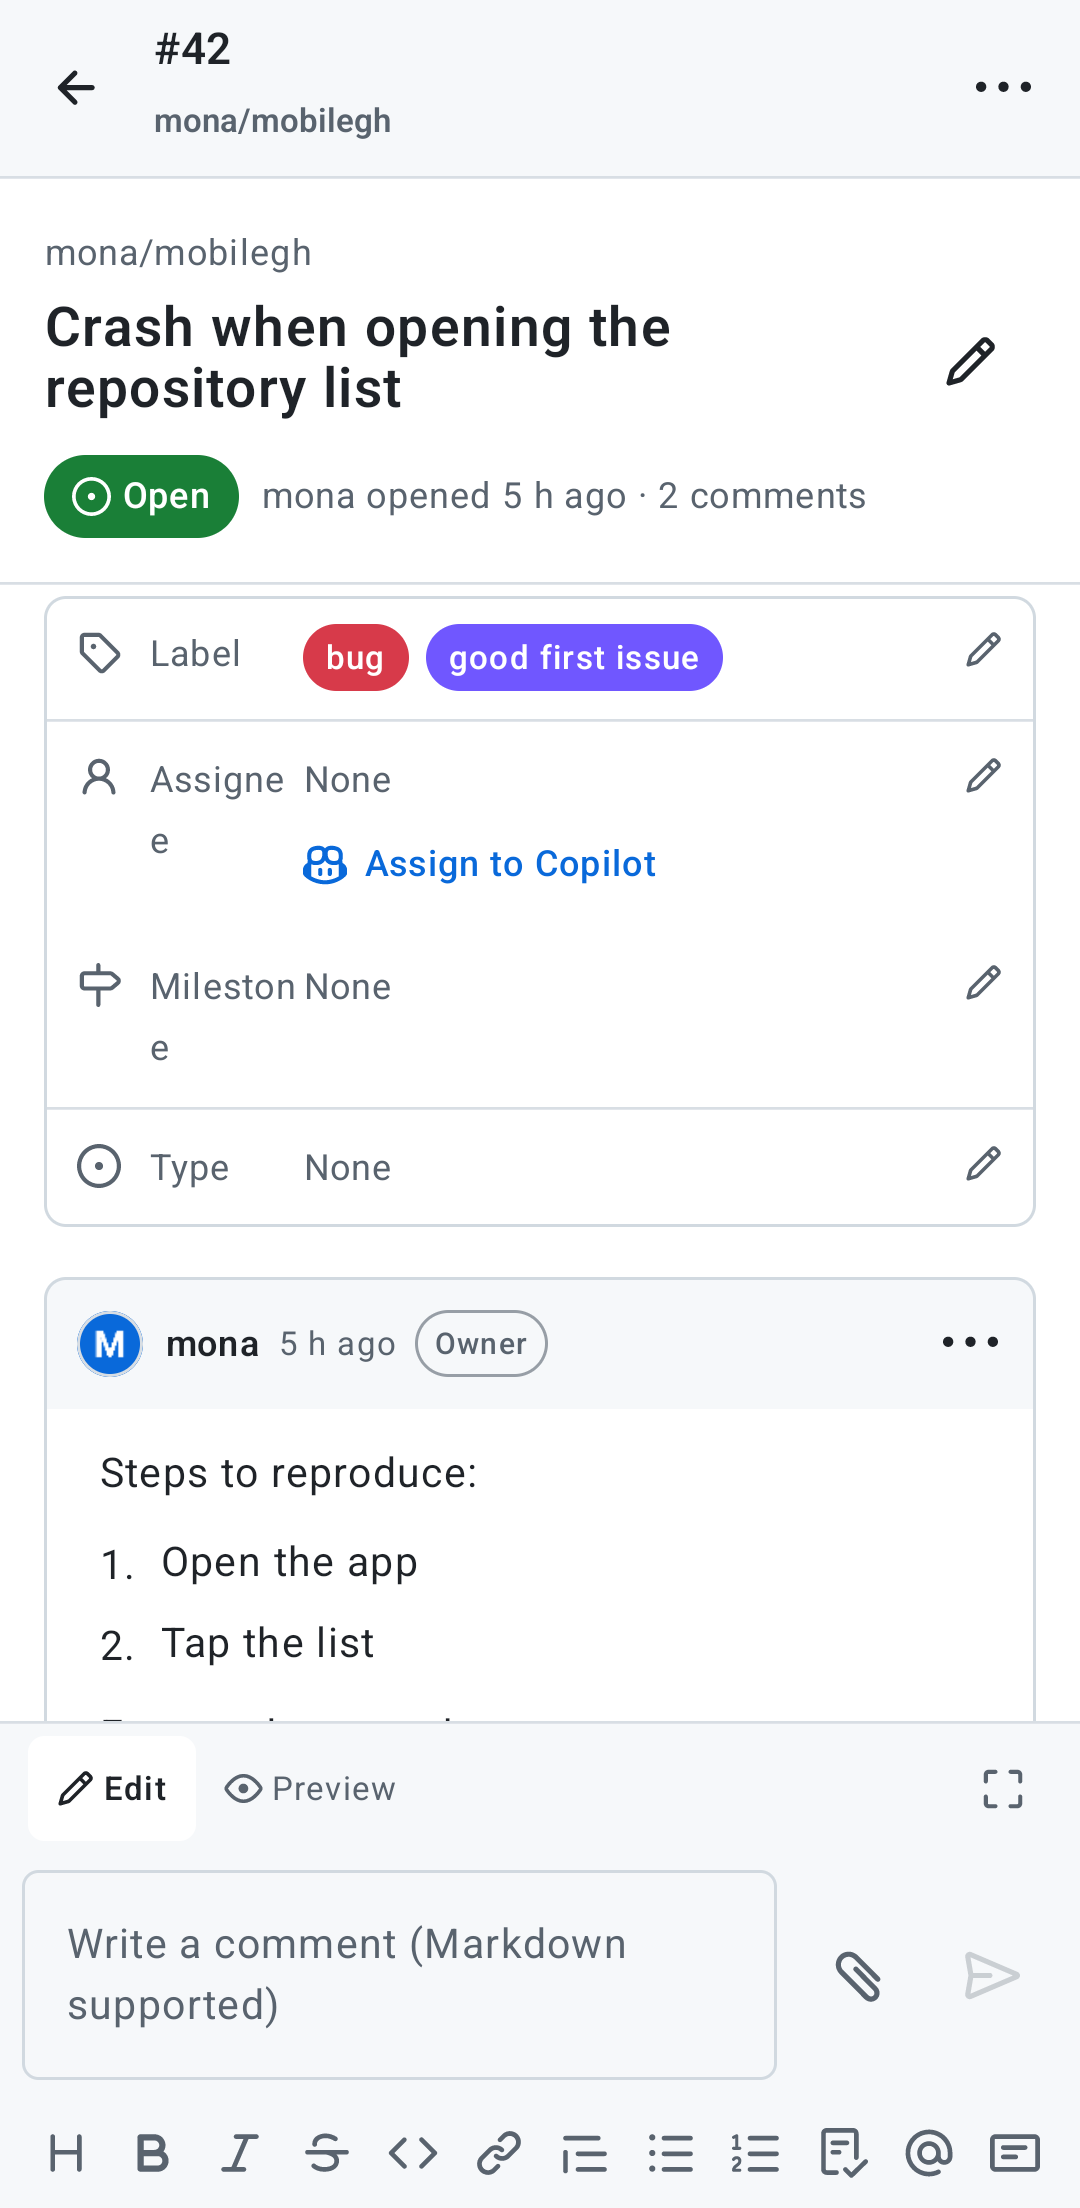 #42
mona/mobilegh
mona/mobilegh
Crash when opening the
repository list
Open
mona opened 5 h ago · 2 comments
Label
bug
good first issue
Assigne
e
None
Assign to Copilot
Mileston
e
None
Type
None
M
mona
5 h ago
Owner
Steps to reproduce:
1. Open the app
2. Tap the list
Edit
Preview
Write a comment (Markdown
supported)